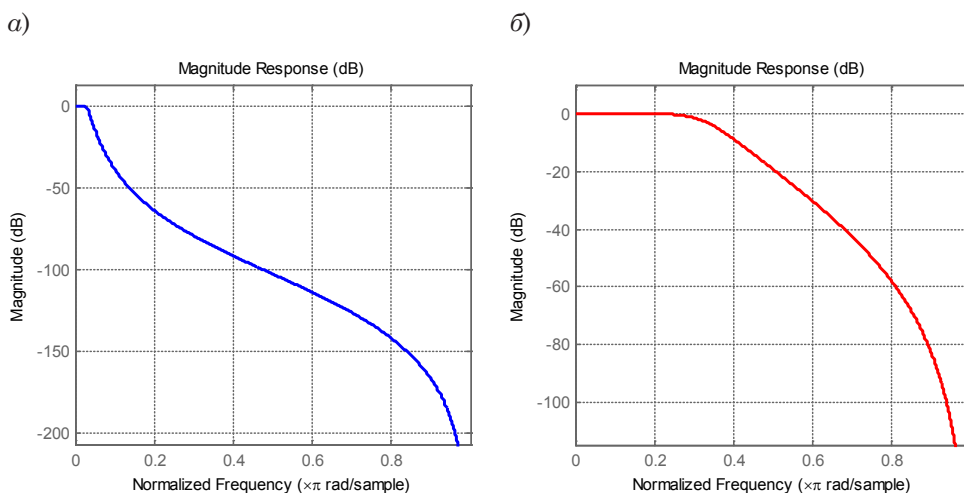 а)
Magnitude Response (dB)
0
-50
-100
-150
-200
Magnitude (dB)
0
0.2
0.4
0.6
0.8
Normalized Frequency (×π rad/sample)
б)
Magnitude Response (dB)
0
-20
-40
-60
-80
-100
Magnitude (dB)
0
0.2
0.4
0.6
0.8
Normalized Frequency (×π rad/sample)